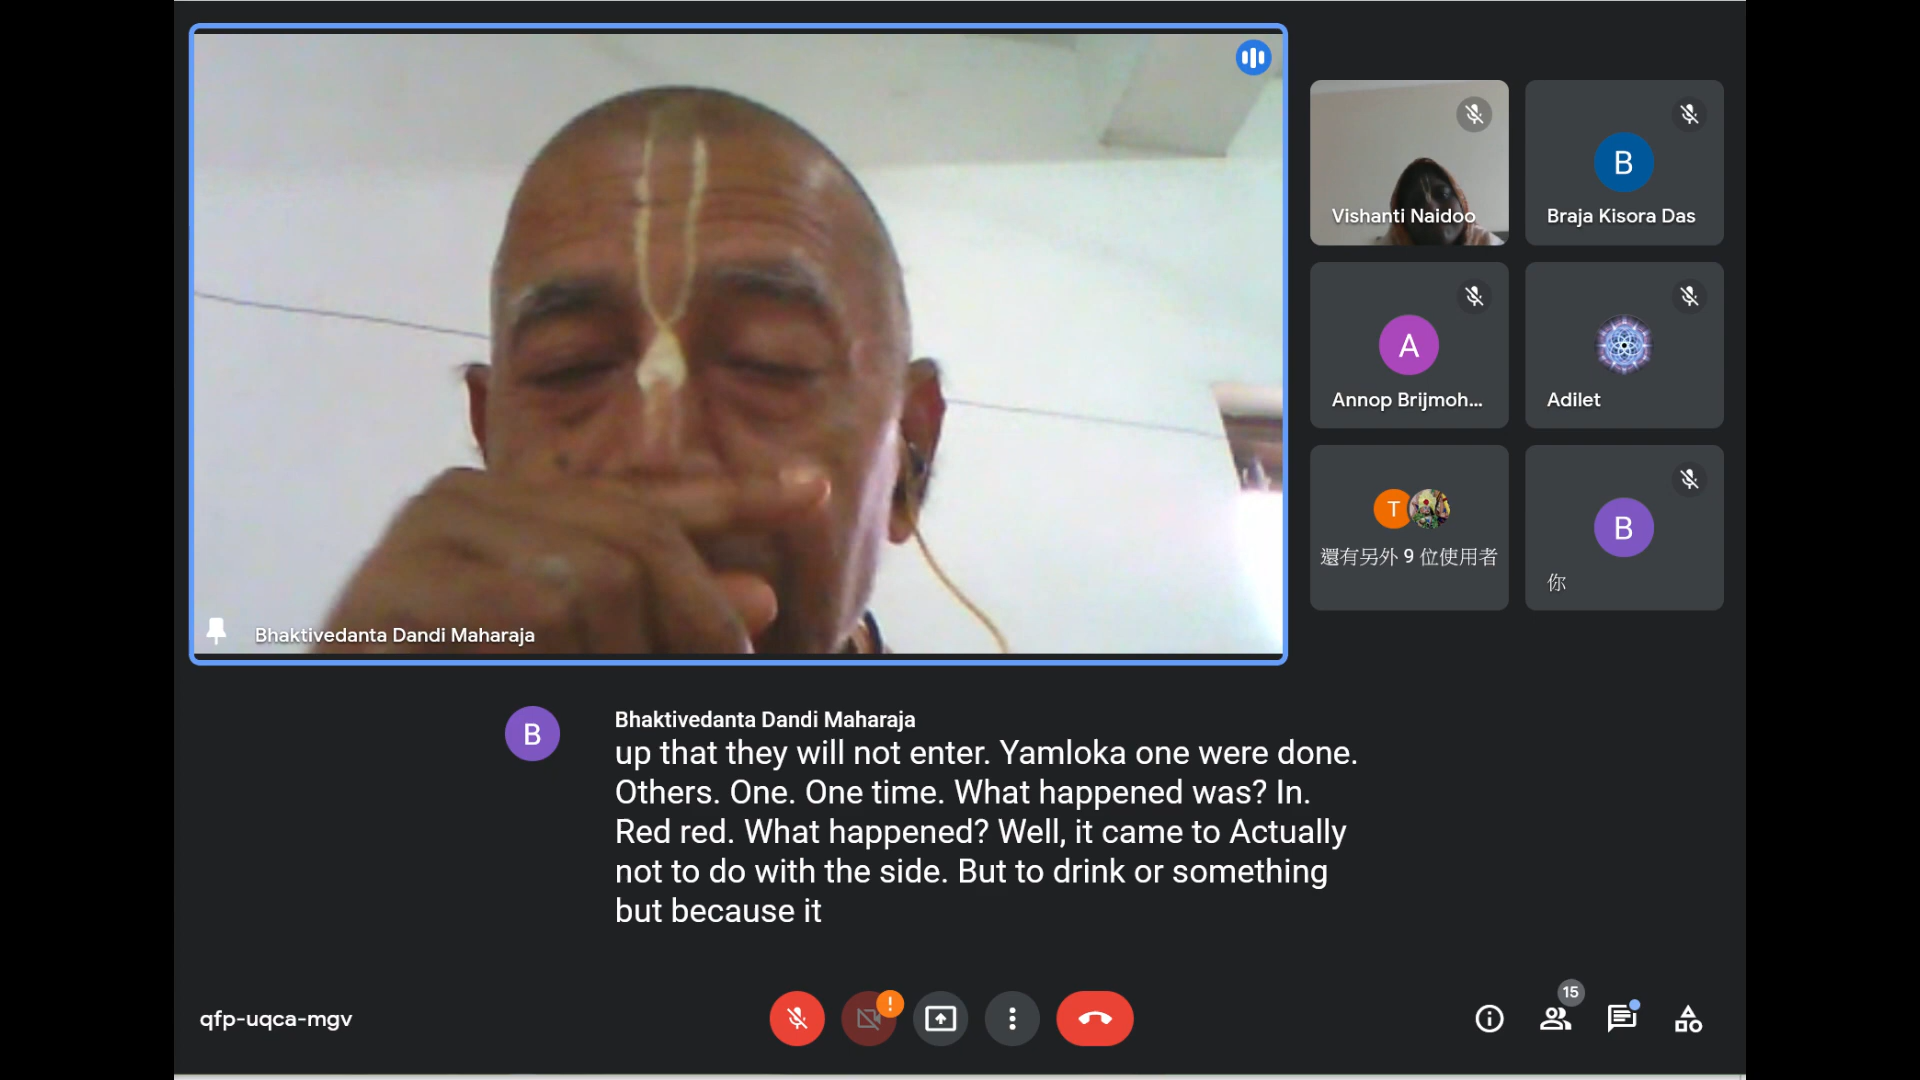 Bhaktivedanta Dandi Maharaja
Vishanti Naidoo
B
Braja Kisora Das
A
Annop Brijmoh...
Adilet
T
還有另外 9 位使用者
B
你
B
Bhaktivedanta Dandi Maharaja
up that they will not enter. Yamloka one were done.
Others. One. One time. What happened was? In.
Red red. What happened? Well, it came to Actually
not to do with the side. But to drink or something
but because it
qfp-uqca-mgv
!
15